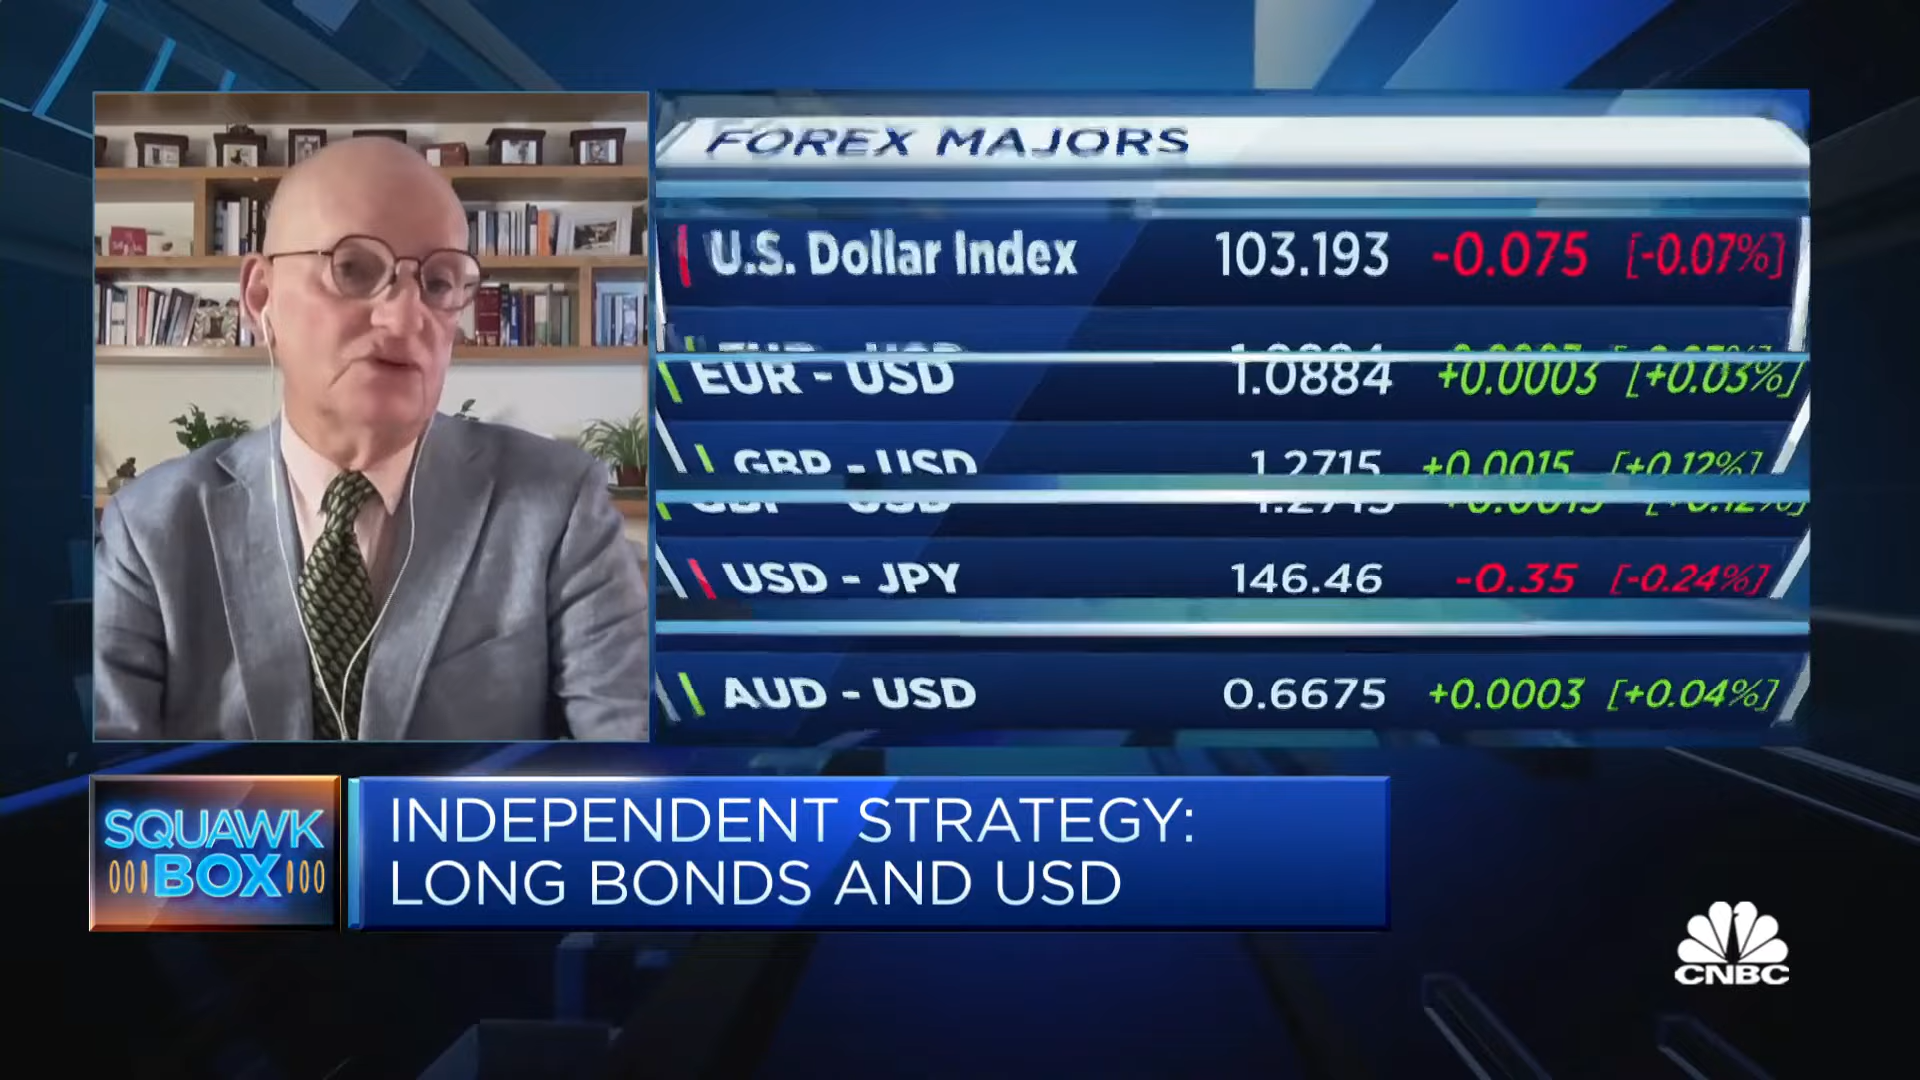 FOREX MAJORS
U.S. Dollar Index 103.193 -0.075 [-0.07%]
EUR - USD 1.0884 +0.0003 [+0.03%]
GBP - USD 1.2715 +0.0015 [+0.12%]
USD - JPY 146.46 -0.35 [-0.24%]
AUD - USD 0.6675 +0.0003 [+0.04%]
SQUAWK
BOX
INDEPENDENT STRATEGY:
LONG BONDS AND USD
CNBC